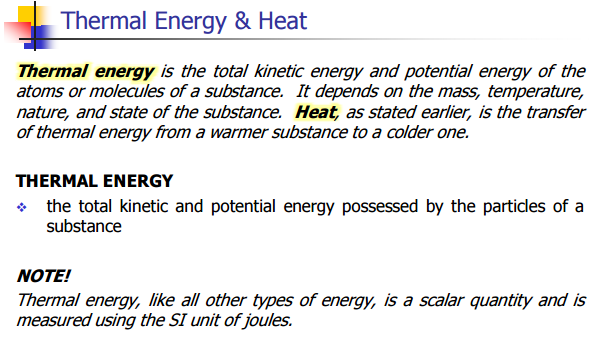 Thermal Energy & Heat
Thermal energy is the total kinetic energy and potential energy of the
atoms or molecules of a substance. It depends on the mass, temperature,
nature, and state of the substance. Heat, as stated earlier, is the transfer
of thermal energy from a warmer substance to a colder one.
THERMAL ENERGY
❖ the total kinetic and potential energy possessed by the particles of a
substance
NOTE!
Thermal energy, like all other types of energy, is a scalar quantity and is
measured using the SI unit of joules.